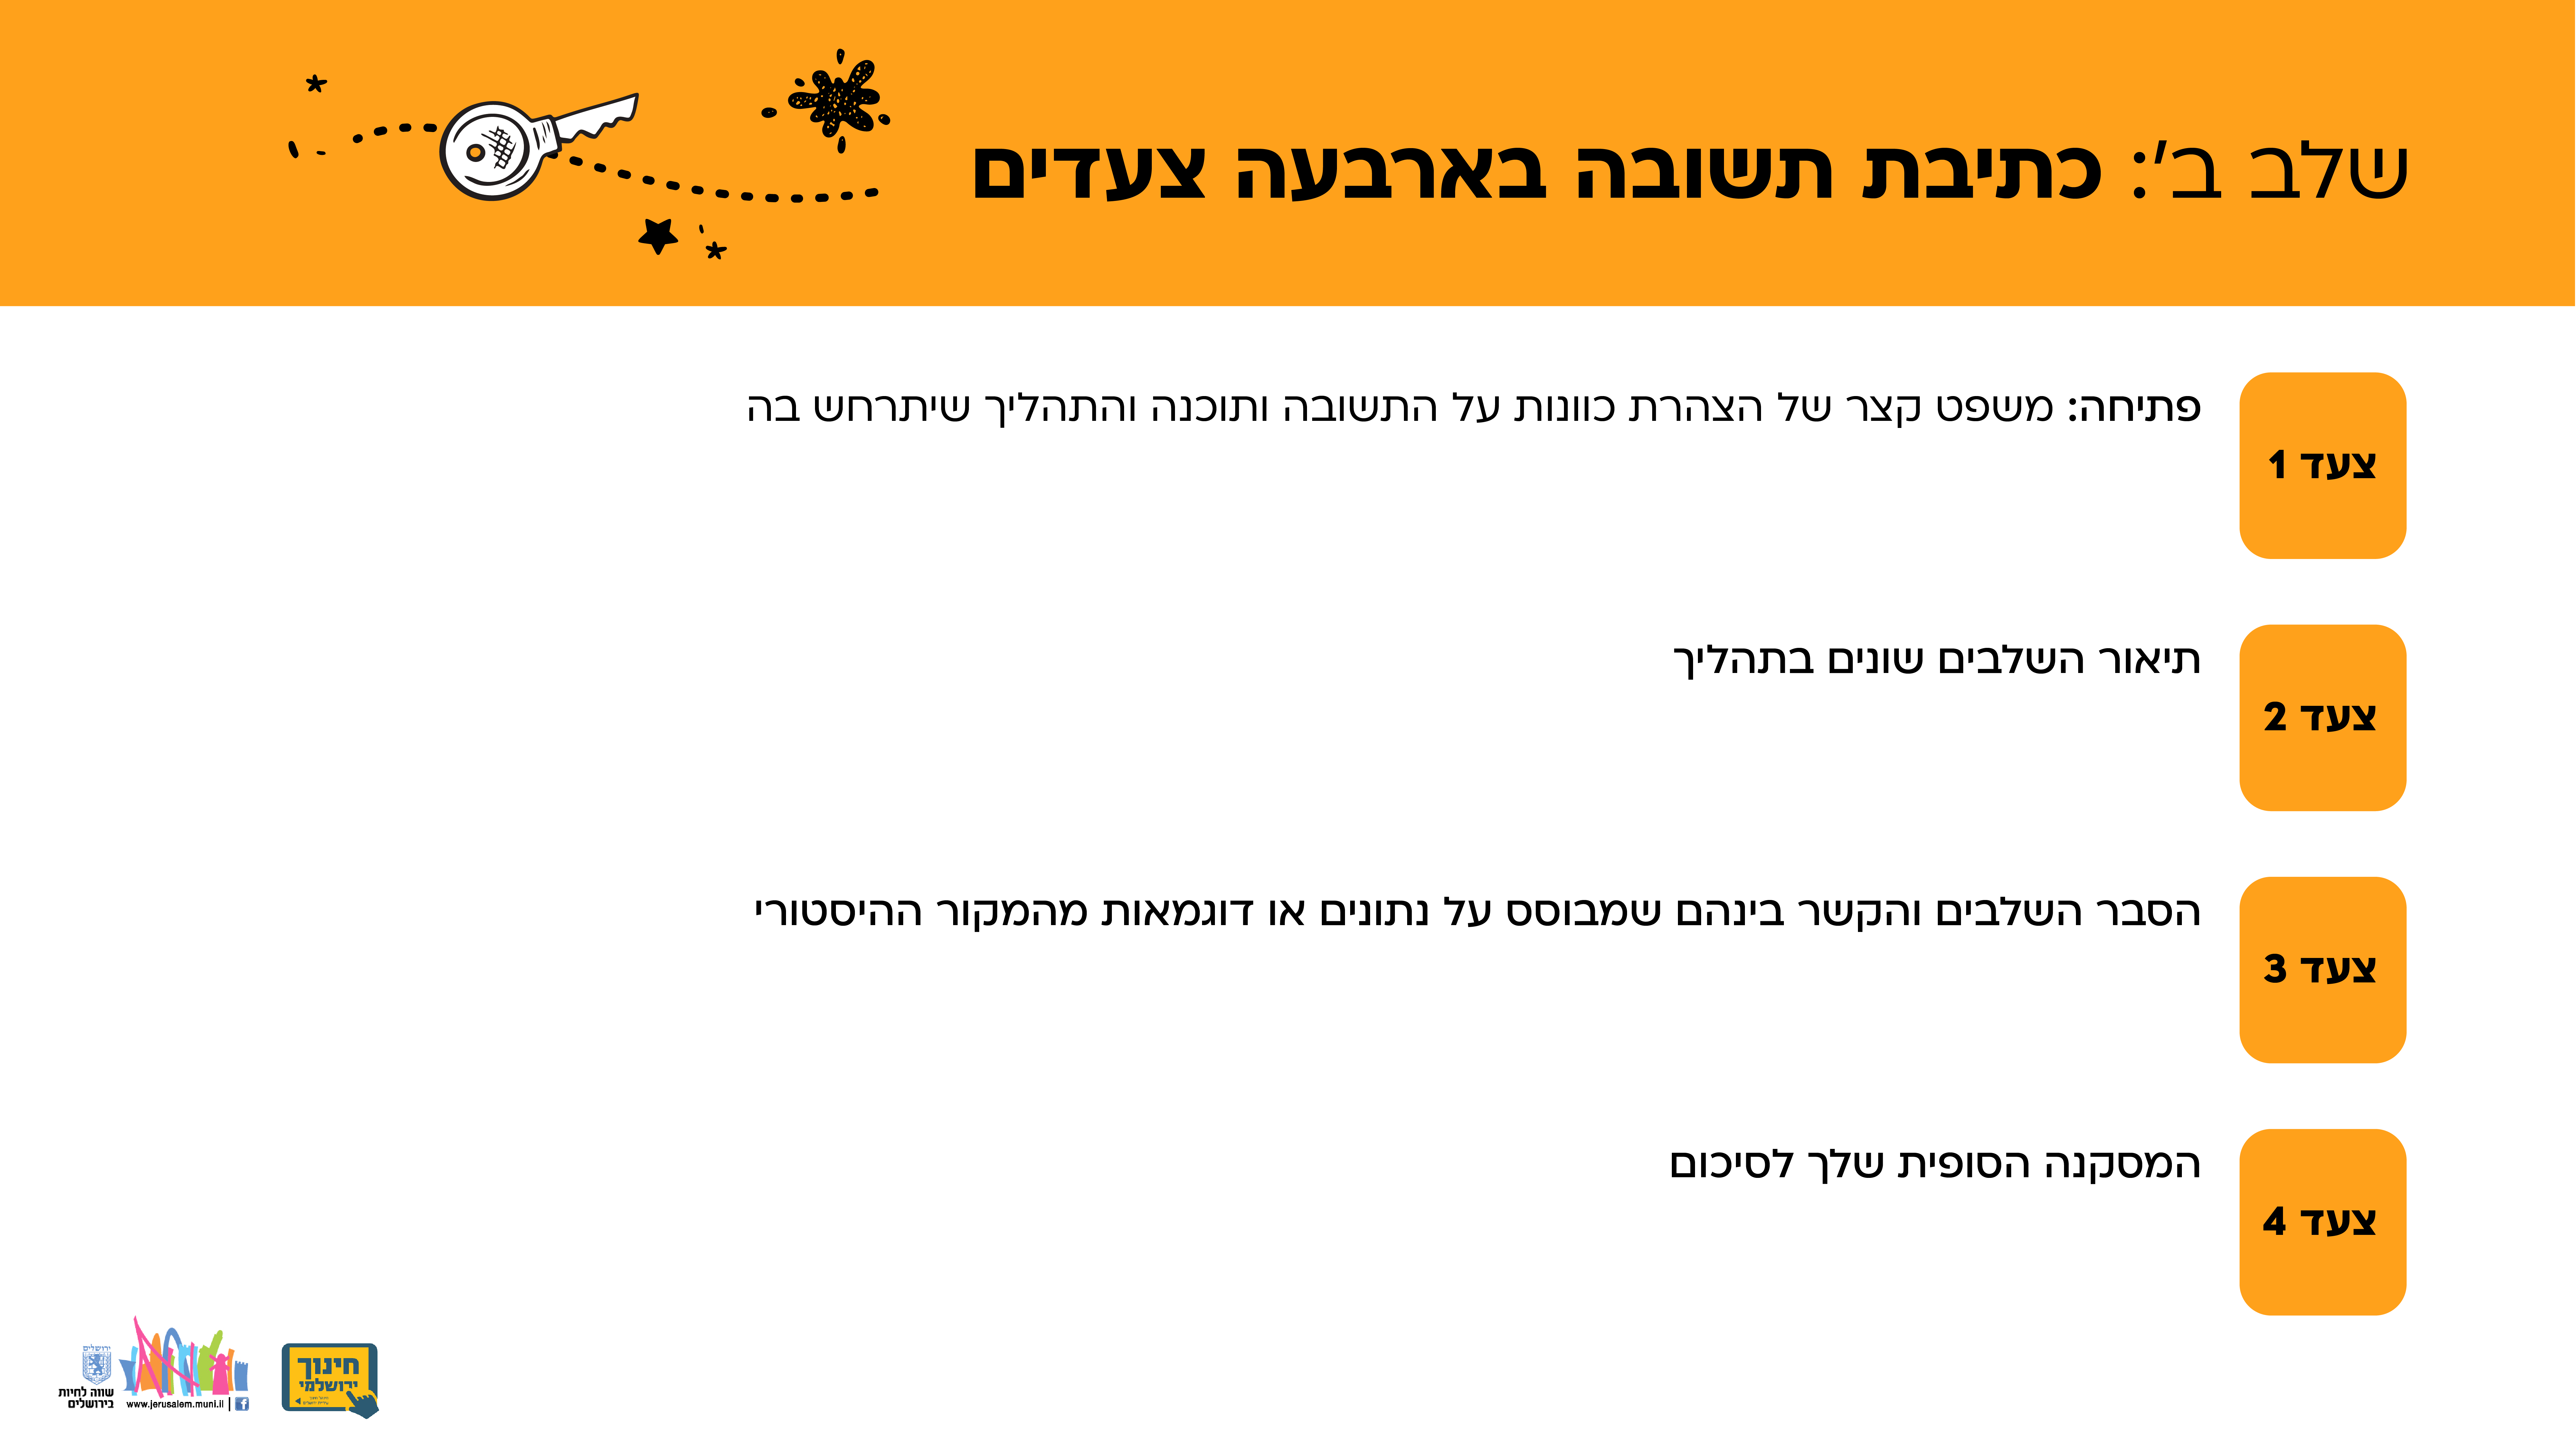 שלב ב': כתיבת תשובה בארבעה צעדים
צעד 1
פתיחה: משפט קצר של הצהרת כוונות על התשובה ותוכנה והתהליך שיתרחש בה
צעד 2
תיאור השלבים שונים בתהליך
צעד 3
הסבר השלבים והקשר בינהם שמבוסס על נתונים או דוגמאות מהמקור ההיסטורי
צעד 4
המסקנה הסופית שלך לסיכום
חינוך
ירושלמי
ירושלים
שווה לחיות
בירושלים
www.jerusalem.muni.il | f